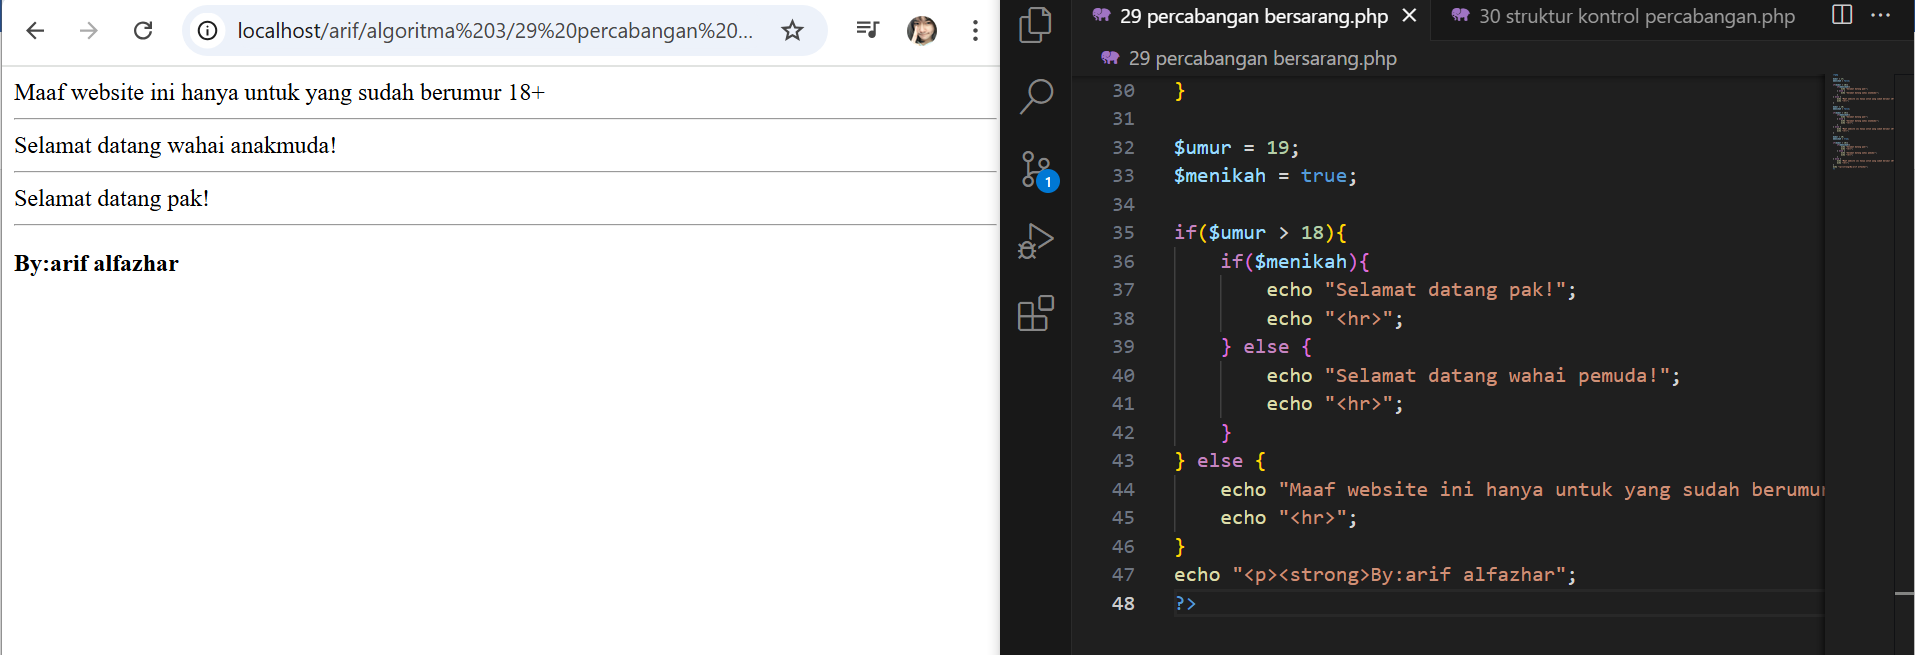 localhost/arif/algoritma%203/29%20percabangan%20...
Maaf website ini hanya untuk yang sudah berumur 18+
Selamat datang wahai anakmuda!
Selamat datang pak!
By:arif alfazhar
1
29 percabangan bersarang.php
30 struktur kontrol percabangan.php
29 percabangan bersarang.php
30 }
31
32 $umur = 19;
33 $menikah = true;
34
35 if($umur > 18){
36     if($menikah){
37         echo "Selamat datang pak!";
38         echo "<hr>";
39     } else {
40         echo "Selamat datang wahai pemuda!";
41         echo "<hr>";
42     }
43 } else {
44     echo "Maaf website ini hanya untuk yang sudah berumur
45     echo "<hr>";
46 }
47 echo "<p><strong>By:arif alfazhar";
48 ?>